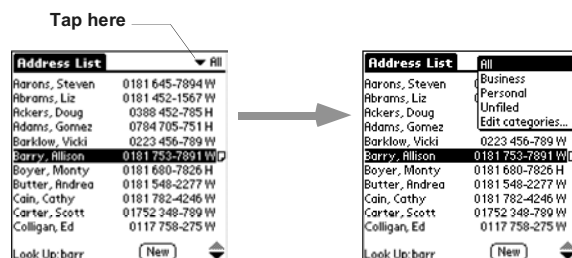 Tap here
Address List All
Aarons, Steven 0181 645-7894 W
Abrams, Liz 0181 452-1567 W
Ackers, Doug 0388 452-785 H
Adams, Gomez 0784 705-751 H
Barklow, Vicki 0223 456-789 W
Barry, Allison 0181 753-7891 W
Boyer, Monty 0181 680-7826 H
Butter, Andrea 0181 548-2277 W
Cain, Cathy 0181 782-4246 W
Carter, Scott 01752 348-789 W
Colligan, Ed 0117 758-275 W
Look Up: barr New
Address List All
Business
Personal
Unfiled
Edit categories...
Aarons, Steven
Abrams, Liz
Ackers, Doug
Adams, Gomez
Barklow, Vicki 0223 456-789 W
Barry, Allison 0181 753-7891 W
Boyer, Monty 0181 680-7826 H
Butter, Andrea 0181 548-2277 W
Cain, Cathy 0181 782-4246 W
Carter, Scott 01752 348-789 W
Colligan, Ed 0117 758-275 W
Look Up: barr New